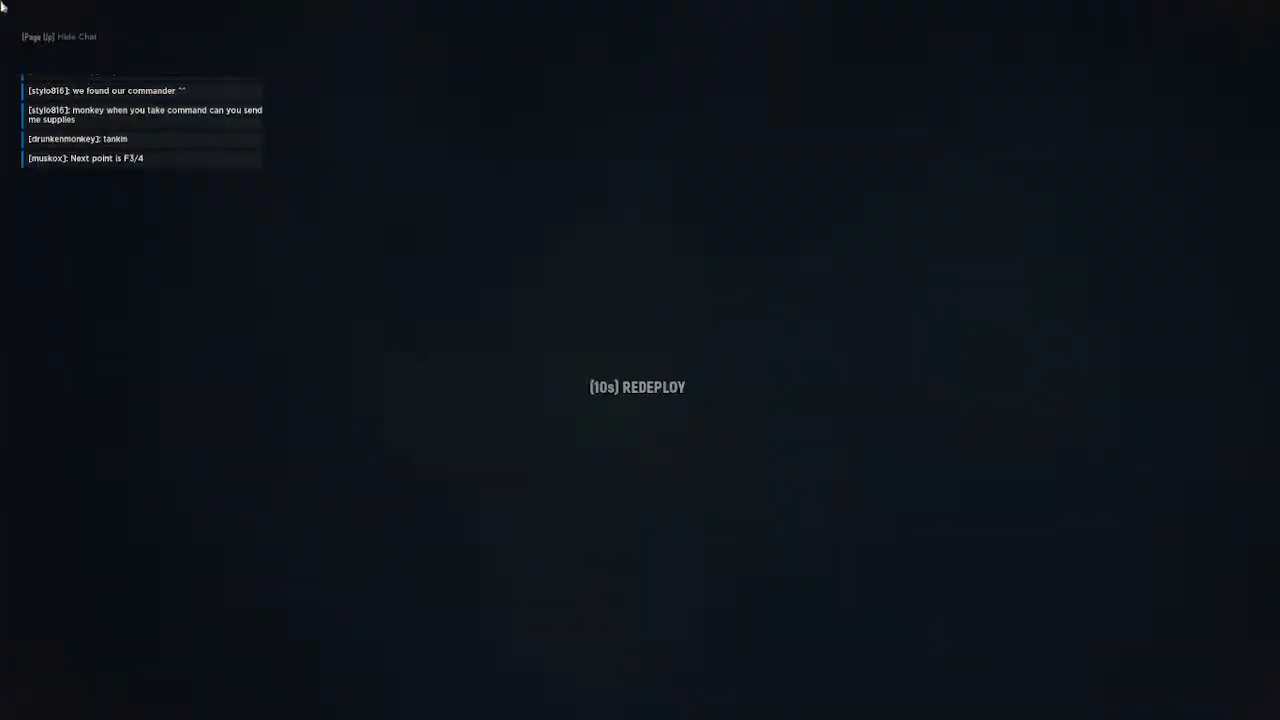 [Page Up] Hide Chat
[stylo816]: we found our commander ^^
[stylo816]: monkey when you take command can you send
me supplies
[drunkenmonkey]: tankin
[muskox]: Next point is F3/4
(10s) REDEPLOY